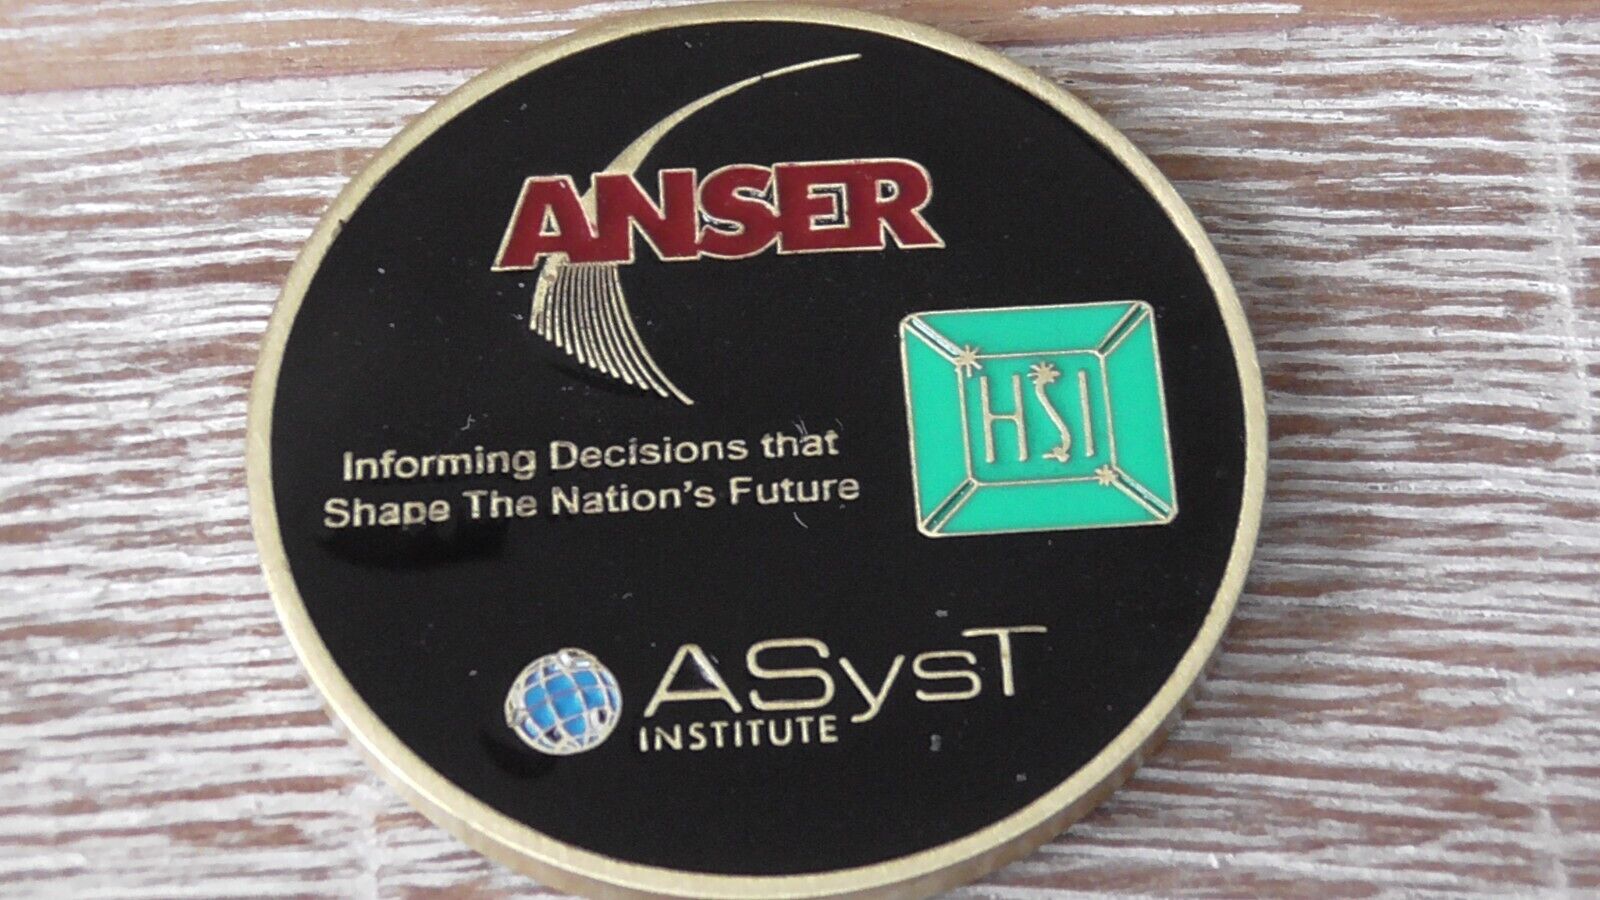 ANSER
HSI
Informing Decisions that
Shape The Nation's Future
ASysT
INSTITUTE